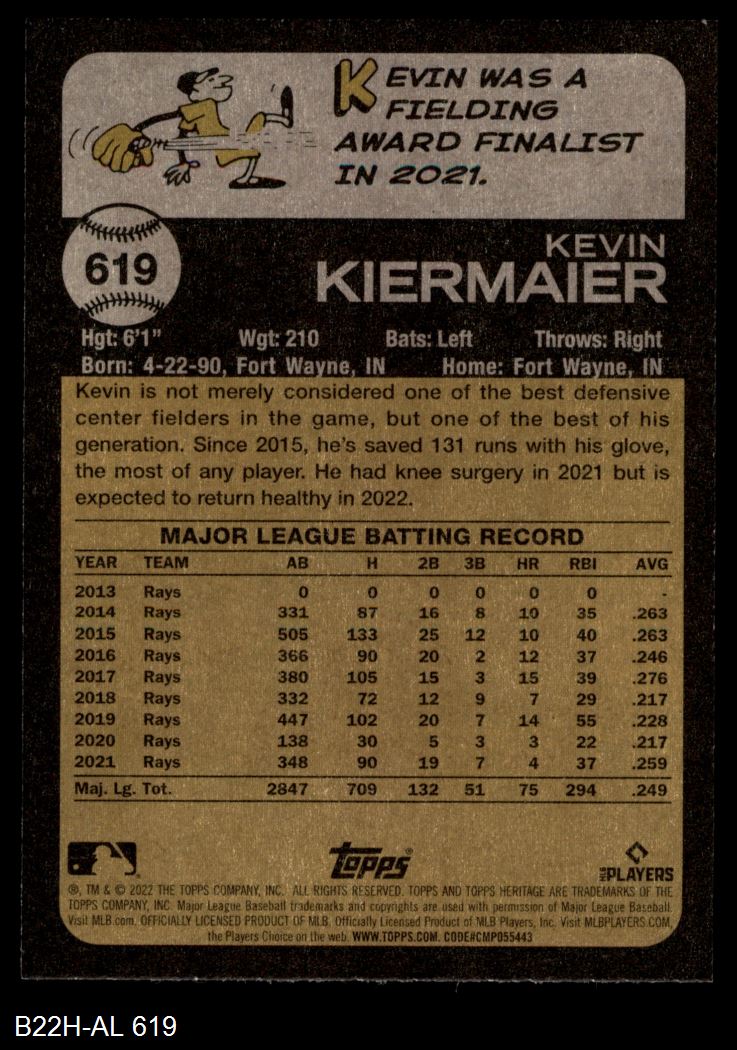 KEVIN WAS A
FIELDING
AWARD FINALIST
IN 2021.
619
KEVIN
KIERMAIER
Hgt: 6'1" Wgt: 210 Bats: Left Throws: Right
Born: 4-22-90, Fort Wayne, IN Home: Fort Wayne, IN
Kevin is not merely considered one of the best defensive
center fielders in the game, but one of the best of his
generation. Since 2015, he's saved 131 runs with his glove,
the most of any player. He had knee surgery in 2021 but is
expected to return healthy in 2022.
MAJOR LEAGUE BATTING RECORD
YEAR TEAM AB H 2B 3B HR RBI AVG
2013 Rays 0 0 0 0 0 0 -
2014 Rays 331 87 16 8 10 35 .263
2015 Rays 505 133 25 12 10 40 .263
2016 Rays 366 90 20 2 12 37 .246
2017 Rays 380 105 15 3 15 39 .276
2018 Rays 332 72 12 9 7 29 .217
2019 Rays 447 102 20 7 14 55 .228
2020 Rays 138 30 5 3 3 22 .217
2021 Rays 348 90 19 7 4 37 .259
Maj. Lg. Tot. 2847 709 132 51 75 294 .249
Topps® MLB PLAYERS
®, TM & © 2022 THE TOPPS COMPANY, INC. ALL RIGHTS RESERVED. TOPPS AND TOPPS HERITAGE ARE TRADEMARKS OF THE
TOPPS COMPANY, INC. Major League Baseball trademarks and copyrights are used with permission of Major League Baseball.
Visit MLB.com. OFFICIALLY LICENSED PRODUCT OF MLB. Officially Licensed Product of MLB Players, Inc. Visit MLBPLAYERS.COM,
the Players Choice on the web. WWW.TOPPS.COM. CODE#CMP055443
B22H-AL 619